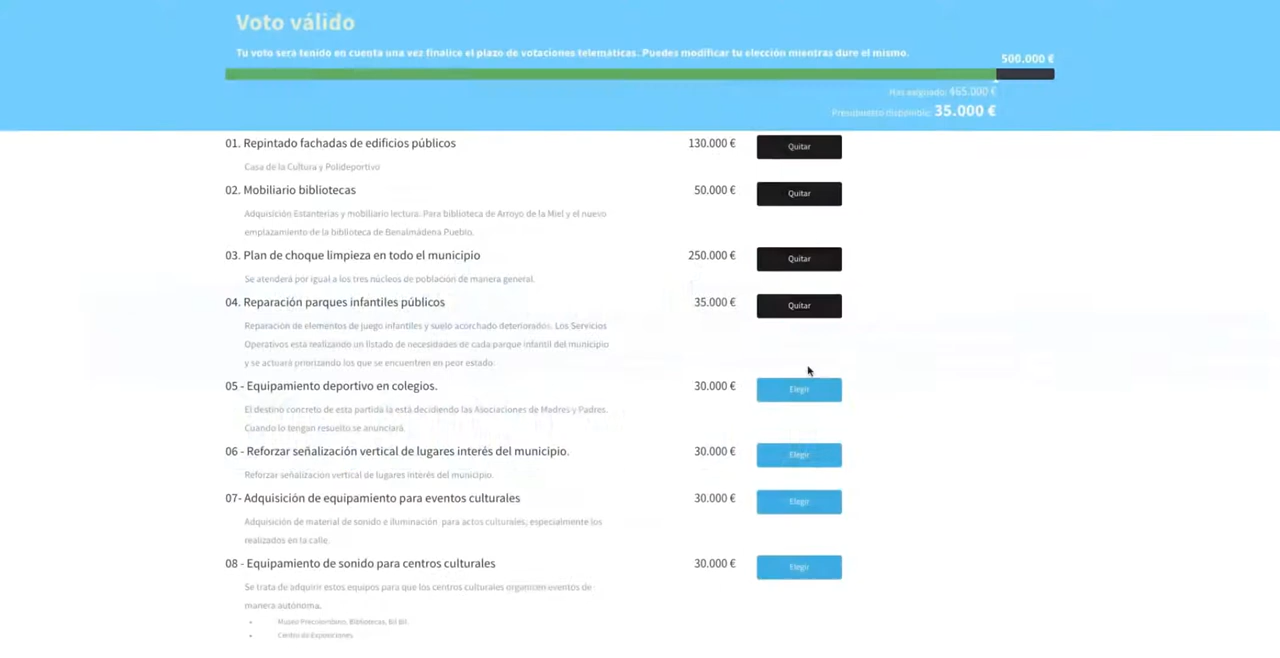 Voto válido
Tu voto será tenido en cuenta una vez finalice el plazo de votaciones telemáticas. Puedes modificar tu elección mientras dure el mismo.
500.000 €
Has asignado: 465.000 €
Presupuesto disponible: 35.000 €
01. Repintado fachadas de edificios públicos 130.000 € Quitar
Casa de la Cultura y Polideportivo
02. Mobiliario bibliotecas 50.000 € Quitar
Adquisición Estanterías y mobiliario lectura. Para biblioteca de Arroyo de la Miel y el nuevo
emplazamiento de la biblioteca de Benalmádena Pueblo.
03. Plan de choque limpieza en todo el municipio 250.000 € Quitar
Se atenderá por igual a los tres núcleos de población de manera general.
04. Reparación parques infantiles públicos 35.000 € Quitar
Reparación de elementos de juego infantiles y suelo acorchado deteriorados. Los Servicios
Operativos está realizando un listado de necesidades de cada parque infantil del municipio
y se actuará priorizando los que se encuentren en peor estado.
05 - Equipamiento deportivo en colegios. 30.000 € Elegir
El destino concreto de esta partida la está decidiendo las Asociaciones de Madres y Padres.
Cuando lo tengan resuelto se anunciará.
06 - Reforzar señalización vertical de lugares interés del municipio. 30.000 € Elegir
Reforzar señalización vertical de lugares interés del municipio.
07- Adquisición de equipamiento para eventos culturales 30.000 € Elegir
Adquisición de material de sonido e iluminación para actos culturales, especialmente los
realizados en la calle.
08 - Equipamiento de sonido para centros culturales 30.000 € Elegir
Se trata de adquirir estos equipos para que los centros culturales organicen eventos de
manera autónoma.
Museo Precolombino, Bibliotecas, Bil Bil.
Centro de Exposiciones